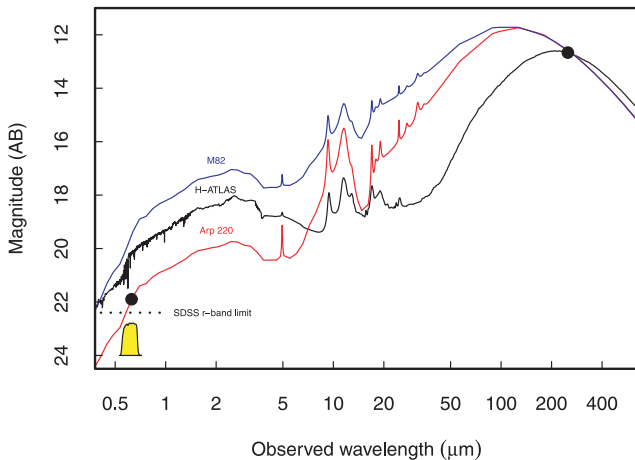 12
14
16
18
20
22
24
Magnitude (AB)
M82
H−ATLAS
Arp 220
SDSS r−band limit
0.5 1 2 5 10 20 50 100 200 400
Observed wavelength (μm)